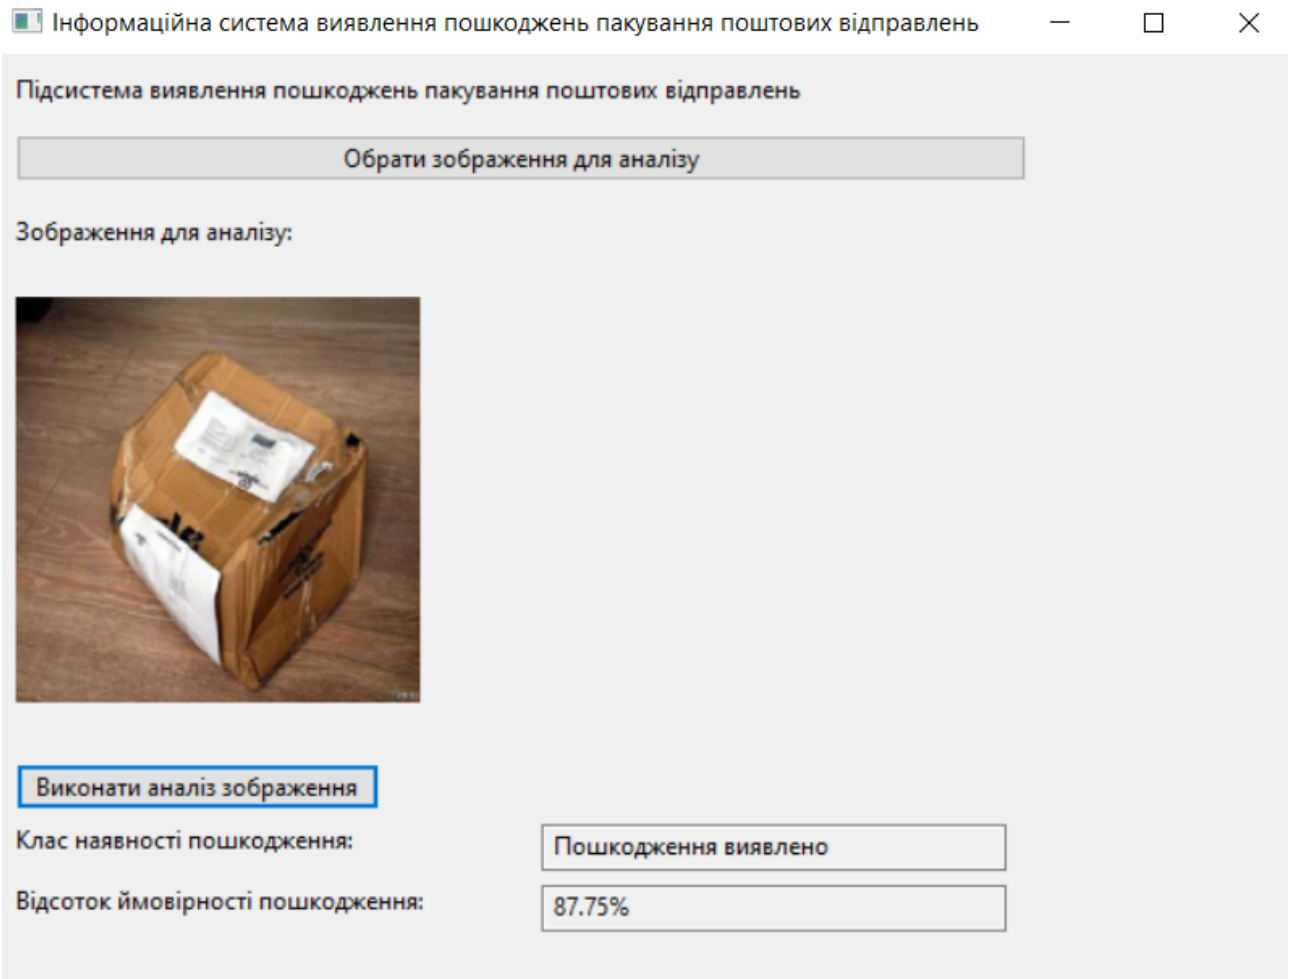 Інформаційна система виявлення пошкоджень пакування поштових відправлень
Підсистема виявлення пошкоджень пакування поштових відправлень
Обрати зображення для аналізу
Зображення для аналізу:
Виконати аналіз зображення
Клас наявності пошкодження:
Пошкодження виявлено
Відсоток ймовірності пошкодження:
87.75%